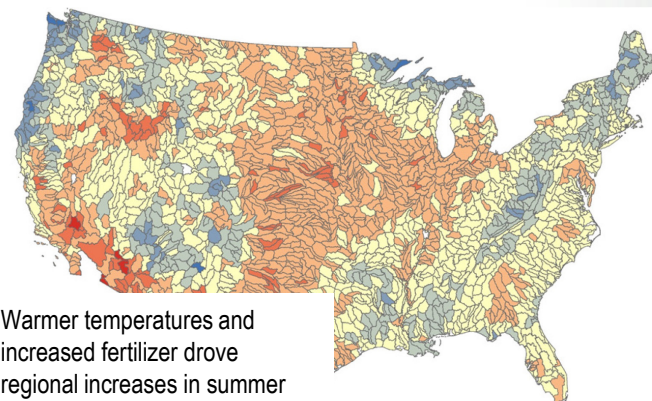 Warmer temperatures and
increased fertilizer drove
regional increases in summer